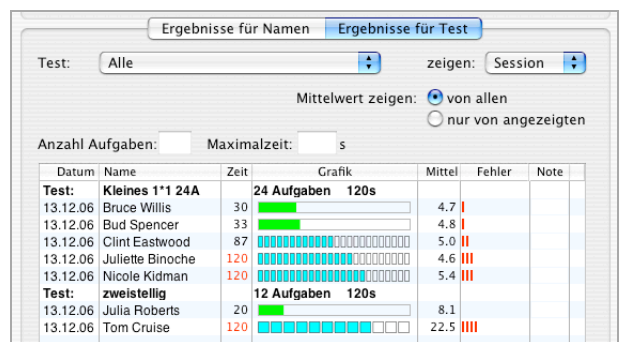 Ergebnisse für Namen Ergebnisse für Test
Test: Alle zeigen: Session
Mittelwert zeigen: von allen
nur von angezeigten
Anzahl Aufgaben: Maximalzeit: s
Datum Name Zeit Grafik Mittel Fehler Note
Test: Kleines 1*1 24A 24 Aufgaben 120s
13.12.06 Bruce Willis 30 4.7
13.12.06 Bud Spencer 33 4.8
13.12.06 Clint Eastwood 87 5.0
13.12.06 Juliette Binoche 120 4.6
13.12.06 Nicole Kidman 120 5.4
Test: zweistellig 12 Aufgaben 120s
13.12.06 Julia Roberts 20 8.1
13.12.06 Tom Cruise 120 22.5